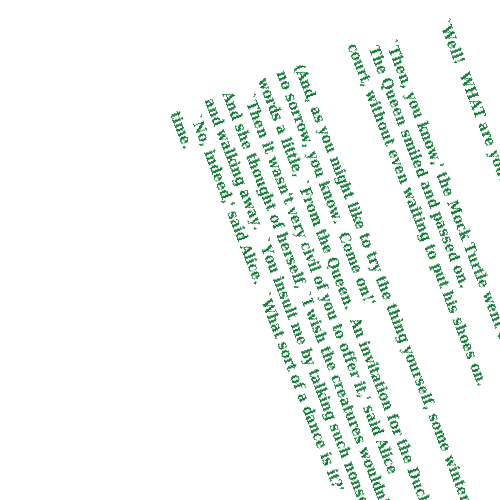 `Well!  WHAT are you
`Then, you know,' the Mock Turtle went
The Queen smiled and passed on.
court, without even waiting to put his shoes on.
(And, as you might like to try the thing yourself, some winter
no sorrow, you know.  Come on!'
words a little, `From the Queen.  An invitation for the Duch
`Then it wasn't very civil of you to offer it,' said Alice
And she thought of herself, `I wish the creatures wouldn'
and walking away.  `You insult me by talking such nonse
`No, indeed,' said Alice.  `What sort of a dance is it?'
time.